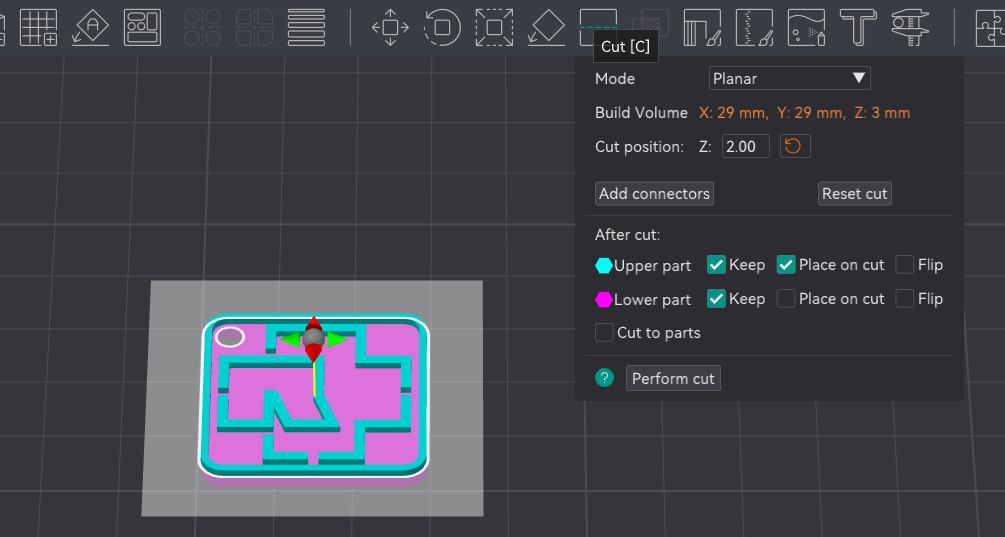 A
Cut [C]
Mode Planar
Build Volume X: 29 mm, Y: 29 mm, Z: 3 mm
Cut position: Z: 2.00
Add connectors Reset cut
After cut:
Upper part Keep Place on cut Flip
Lower part Keep Place on cut Flip
Cut to parts
? Perform cut